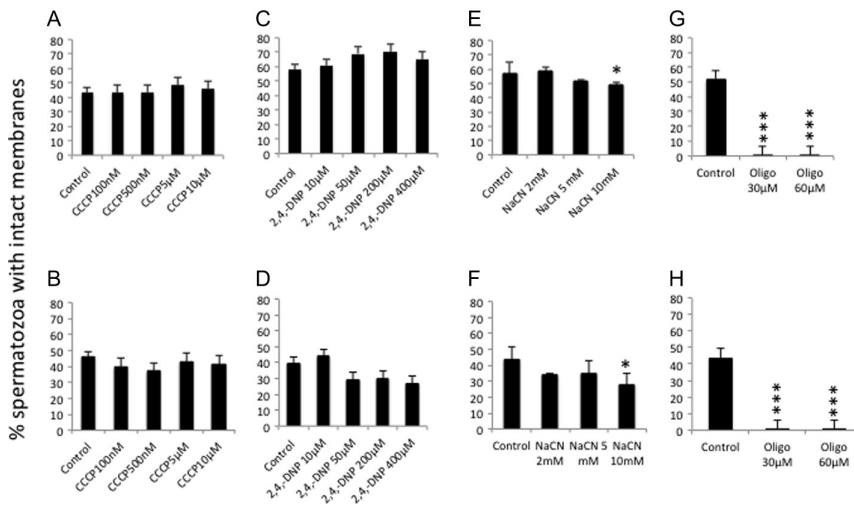 % spermatozoa with intact membranes
A
80
70
60
50
40
30
20
10
0
Control
CCCP100nM
CCCP500nM
CCCP5µM
CCCP10µM
C
80
70
60
50
40
30
20
10
0
Control
2,4,-DNP 10µM
2,4,-DNP 50µM
2,4,-DNP 200µM
2,4,-DNP 400µM
E
80
70
60
50
40
30
20
10
0
*
Control
NaCN 2mM
NaCN 5 mM
NaCN 10mM
G
80
70
60
50
40
30
20
10
0
***
***
Control
Oligo
30µM
Oligo
60µM
B
80
70
60
50
40
30
20
10
0
Control
CCCP100nM
CCCP500nM
CCCP5µM
CCCP10µM
D
80
70
60
50
40
30
20
10
0
Control
2,4,-DNP 10µM
2,4,-DNP 50µM
2,4,-DNP 200µM
2,4,-DNP 400µM
F
80
70
60
50
40
30
20
10
0
*
Control
NaCN
2mM
NaCN 5
mM
NaCN
10mM
H
80
70
60
50
40
30
20
10
0
***
***
Control
Oligo
30µM
Oligo
60µM